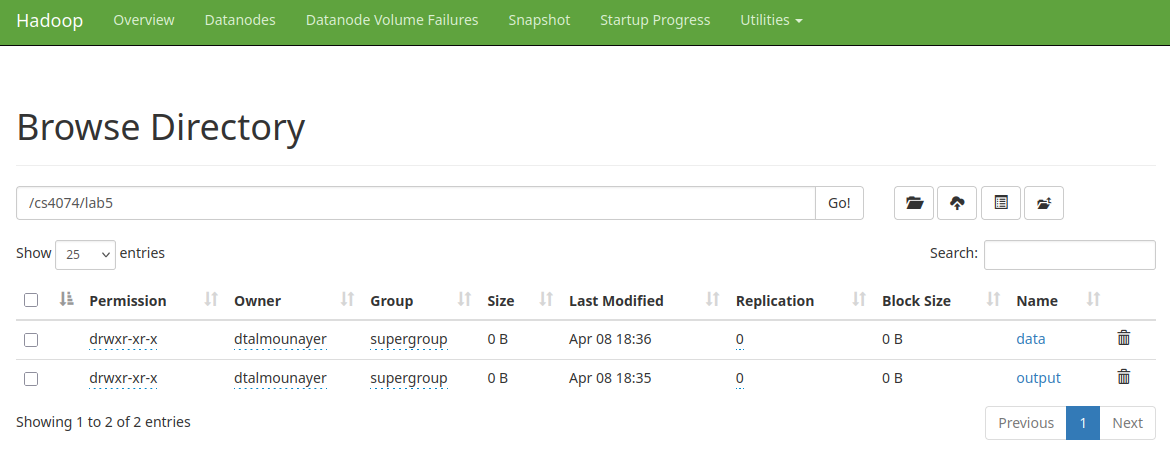 Hadoop Overview Datanodes Datanode Volume Failures Snapshot Startup Progress Utilities
Browse Directory
/cs4074/lab5 Go!
Show 25 entries Search:
Permission Owner Group Size Last Modified Replication Block Size Name
drwxr-xr-x dtalmounayer supergroup 0 B Apr 08 18:36 0 0 B data
drwxr-xr-x dtalmounayer supergroup 0 B Apr 08 18:35 0 0 B output
Showing 1 to 2 of 2 entries Previous 1 Next